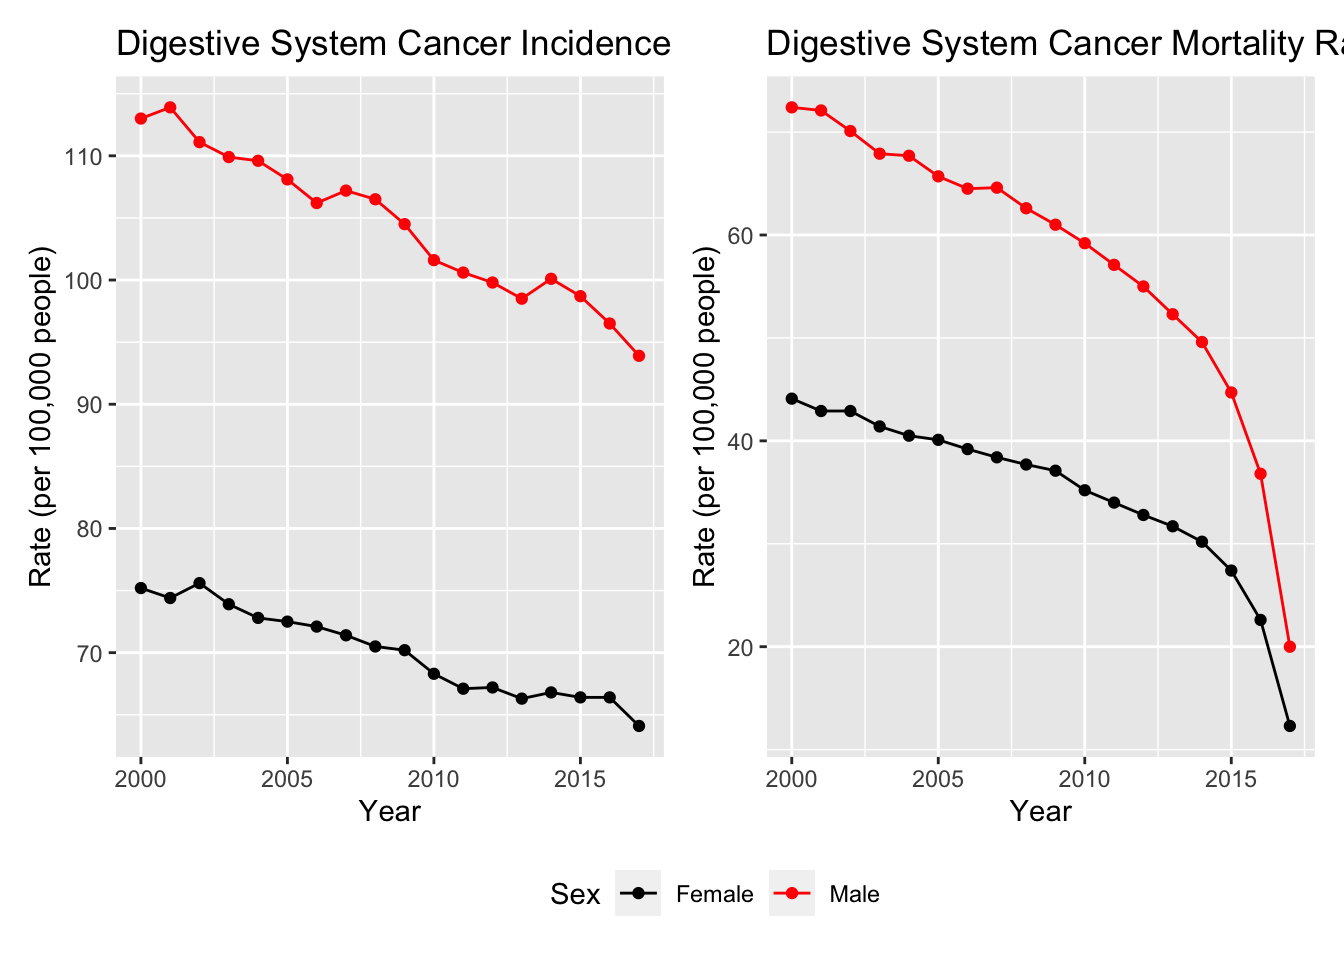 Digestive System Cancer Incidence
Rate (per 100,000 people)
110
100
90
80
70
2000 2005 2010 2015
Year
Digestive System Cancer Mortality
Rate (per 100,000 people)
60
40
20
2000 2005 2010 2015
Year
Sex Female Male